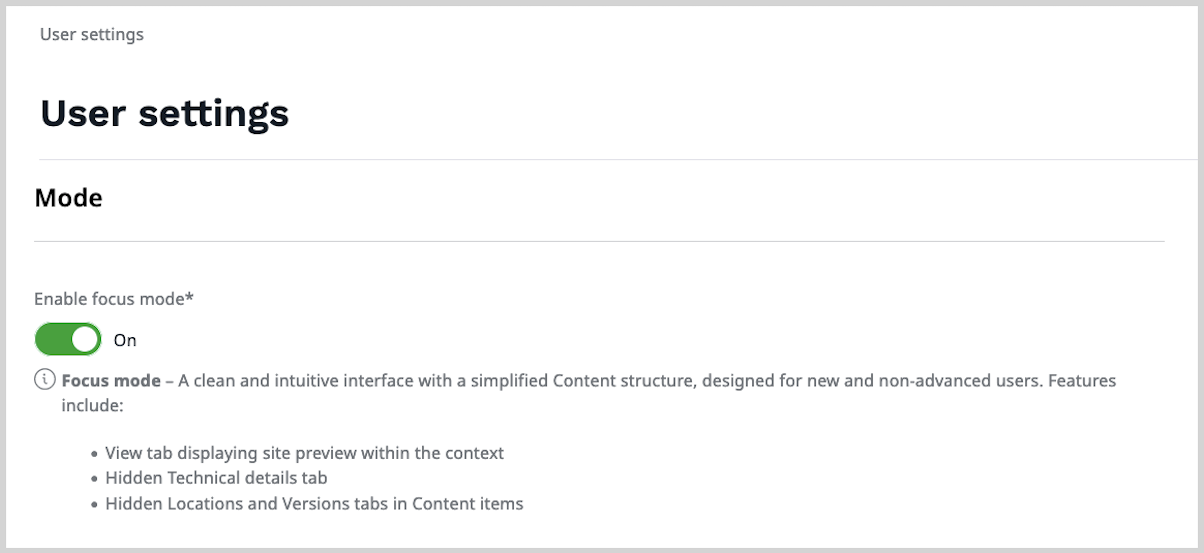 User settings
User settings
Mode
Enable focus mode*
On
Focus mode – A clean and intuitive interface with a simplified Content structure, designed for new and non-advanced users. Features
include:
• View tab displaying site preview within the context
• Hidden Technical details tab
• Hidden Locations and Versions tabs in Content items